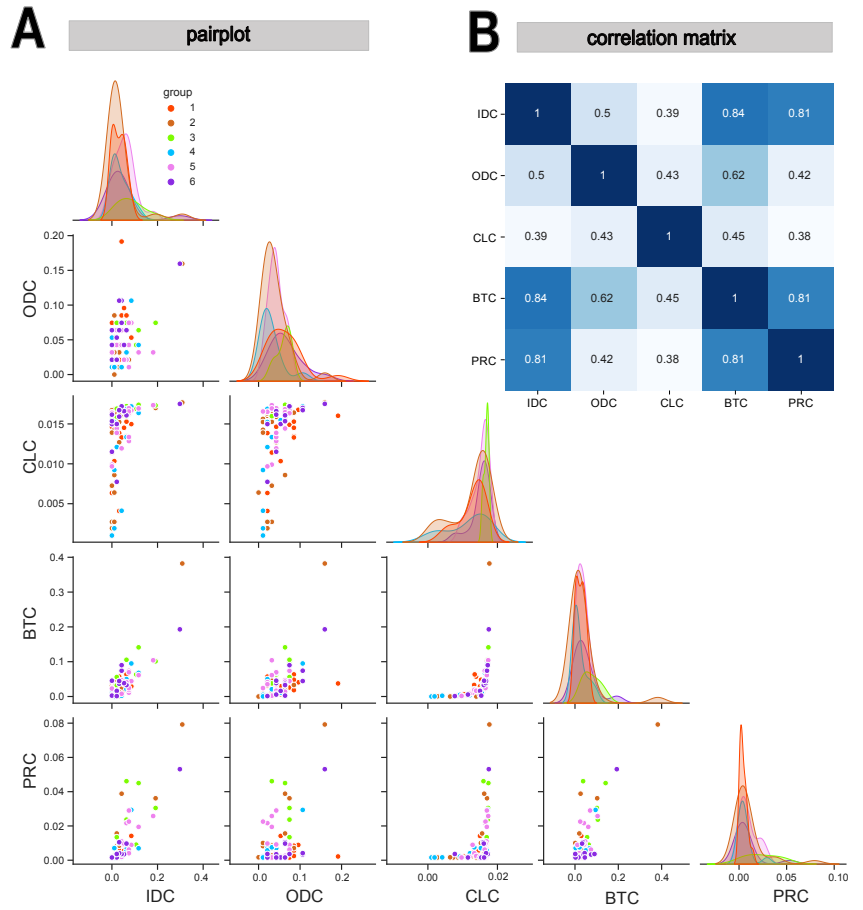 A
pairplot
B
correlation matrix
group
1
2
3
4
5
6
ODC
0.20
0.15
0.10
0.05
0.00
CLC
0.015
0.010
0.005
BTC
0.4
0.3
0.2
0.1
0.0
PRC
0.08
0.06
0.04
0.02
0.00
0.0 0.2 0.4
IDC
0.0 0.1 0.2
ODC
0.00 0.02
CLC
0.0 0.2 0.4
BTC
0.00 0.05 0.10
PRC
IDC 1 0.5 0.39 0.84 0.81
ODC 0.5 1 0.43 0.62 0.42
CLC 0.39 0.43 1 0.45 0.38
BTC 0.84 0.62 0.45 1 0.81
PRC 0.81 0.42 0.38 0.81 1
IDC ODC CLC BTC PRC